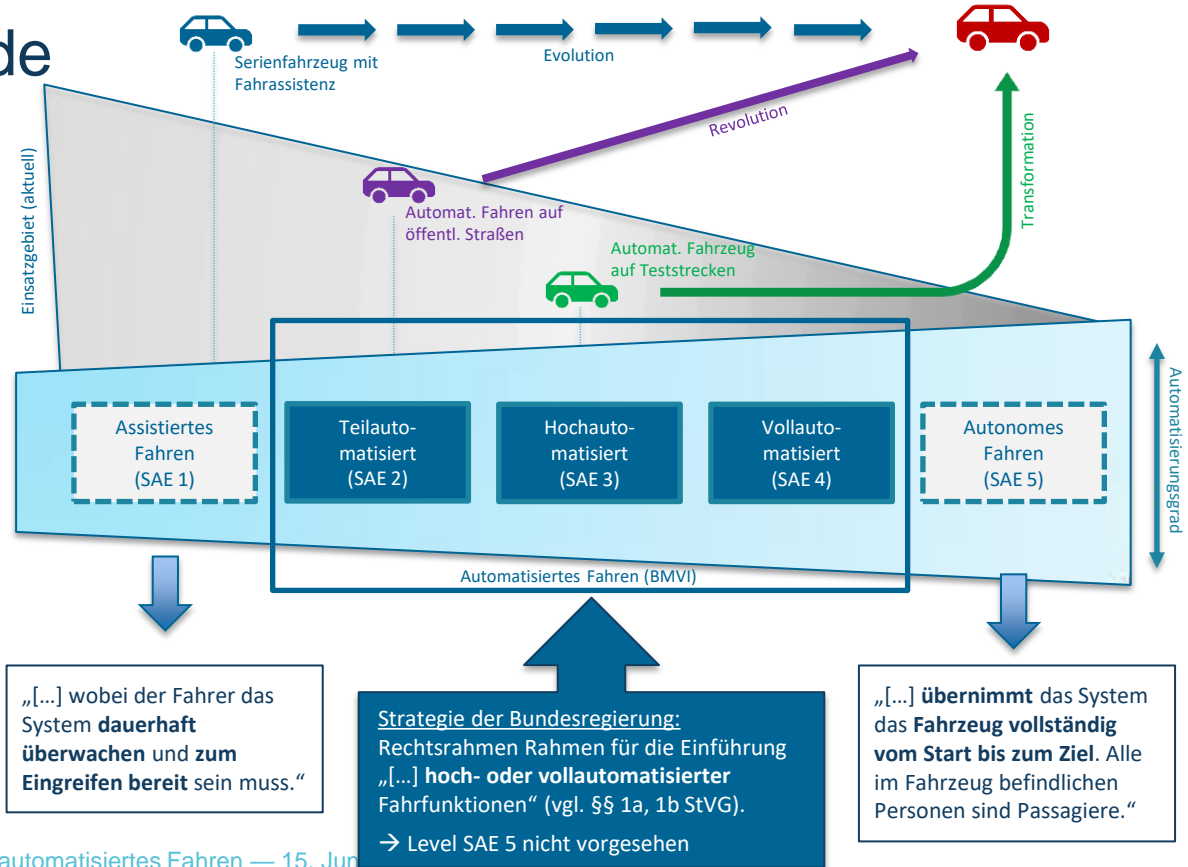 de
Serienfahrzeug mit
Fahrassistenz
Evolution
Revolution
Transformation
Einsatzgebiet (aktuell)
Automat. Fahren auf
öffentl. Straßen
Automat. Fahrzeug
auf Teststrecken
Automatisierungsgrad
Assistiertes
Fahren
(SAE 1)
Teilauto-
matisiert
(SAE 2)
Hochauto-
matisiert
(SAE 3)
Vollauto-
matisiert
(SAE 4)
Autonomes
Fahren
(SAE 5)
Automatisiertes Fahren (BMVI)
„[…] wobei der Fahrer das
System dauerhaft
überwachen und zum
Eingreifen bereit sein muss.“
Strategie der Bundesregierung:
Rechtsrahmen Rahmen für die Einführung
„[…] hoch- oder vollautomatisierter
Fahrfunktionen“ (vgl. §§ 1a, 1b StVG).
→ Level SAE 5 nicht vorgesehen
„[…] übernimmt das System
das Fahrzeug vollständig
vom Start bis zum Ziel. Alle
im Fahrzeug befindlichen
Personen sind Passagiere.“
automatisiertes Fahren — 15. Jun